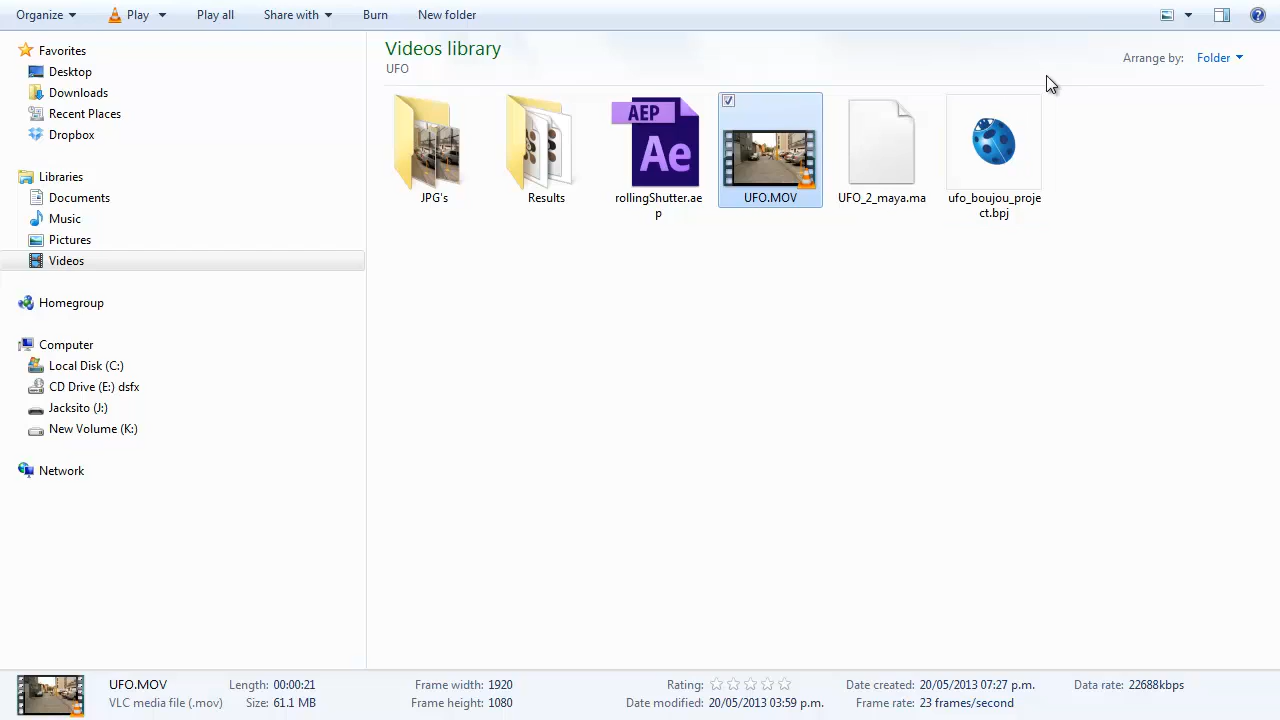 Organize Play Play all Share with Burn New folder
Favorites
Desktop
Downloads
Recent Places
Dropbox
Libraries
Documents
Music
Pictures
Videos
Homegroup
Computer
Local Disk (C:)
CD Drive (E:) dsfx
Jacksito (J:)
New Volume (K:)
Network
Videos library
UFO
Arrange by: Folder
AEP
Ae
JPG's
Results
rollingShutter.ae
p
UFO.MOV
UFO_2_maya.ma
ufo_boujou_proje
ct.bpj
UFO.MOV Length: 00:00:21 Frame width: 1920 Rating: Date created: 20/05/2013 07:27 p.m. Data rate: 22688kbps
VLC media file (.mov) Size: 61.1 MB Frame height: 1080 Date modified: 20/05/2013 :59 p.m. Frame rate: 23 frames/second